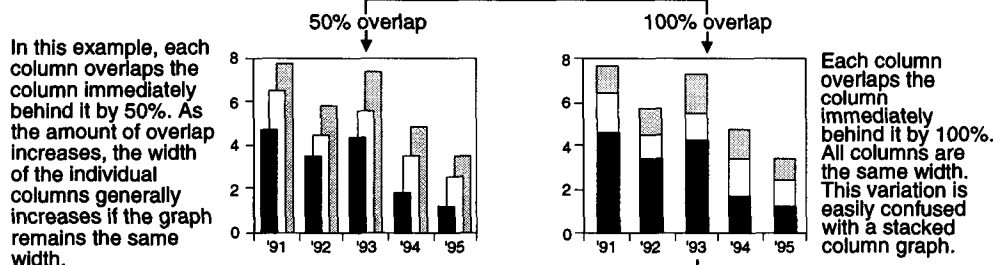 50% overlap
100% overlap
In this example, each
column overlaps the
column immediately
behind it by 50%. As
the amount of overlap
increases, the width
of the individual
columns generally
increases if the graph
remains the same
width.
8
6
4
2
0
'91 '92 '93 '94 '95
8
6
4
2
0
'91 '92 '93 '94 '95
Each column
overlaps the
column
immediately
behind it by 100%.
All columns are
the same width.
This variation is
easily confused
with a stacked
column graph.